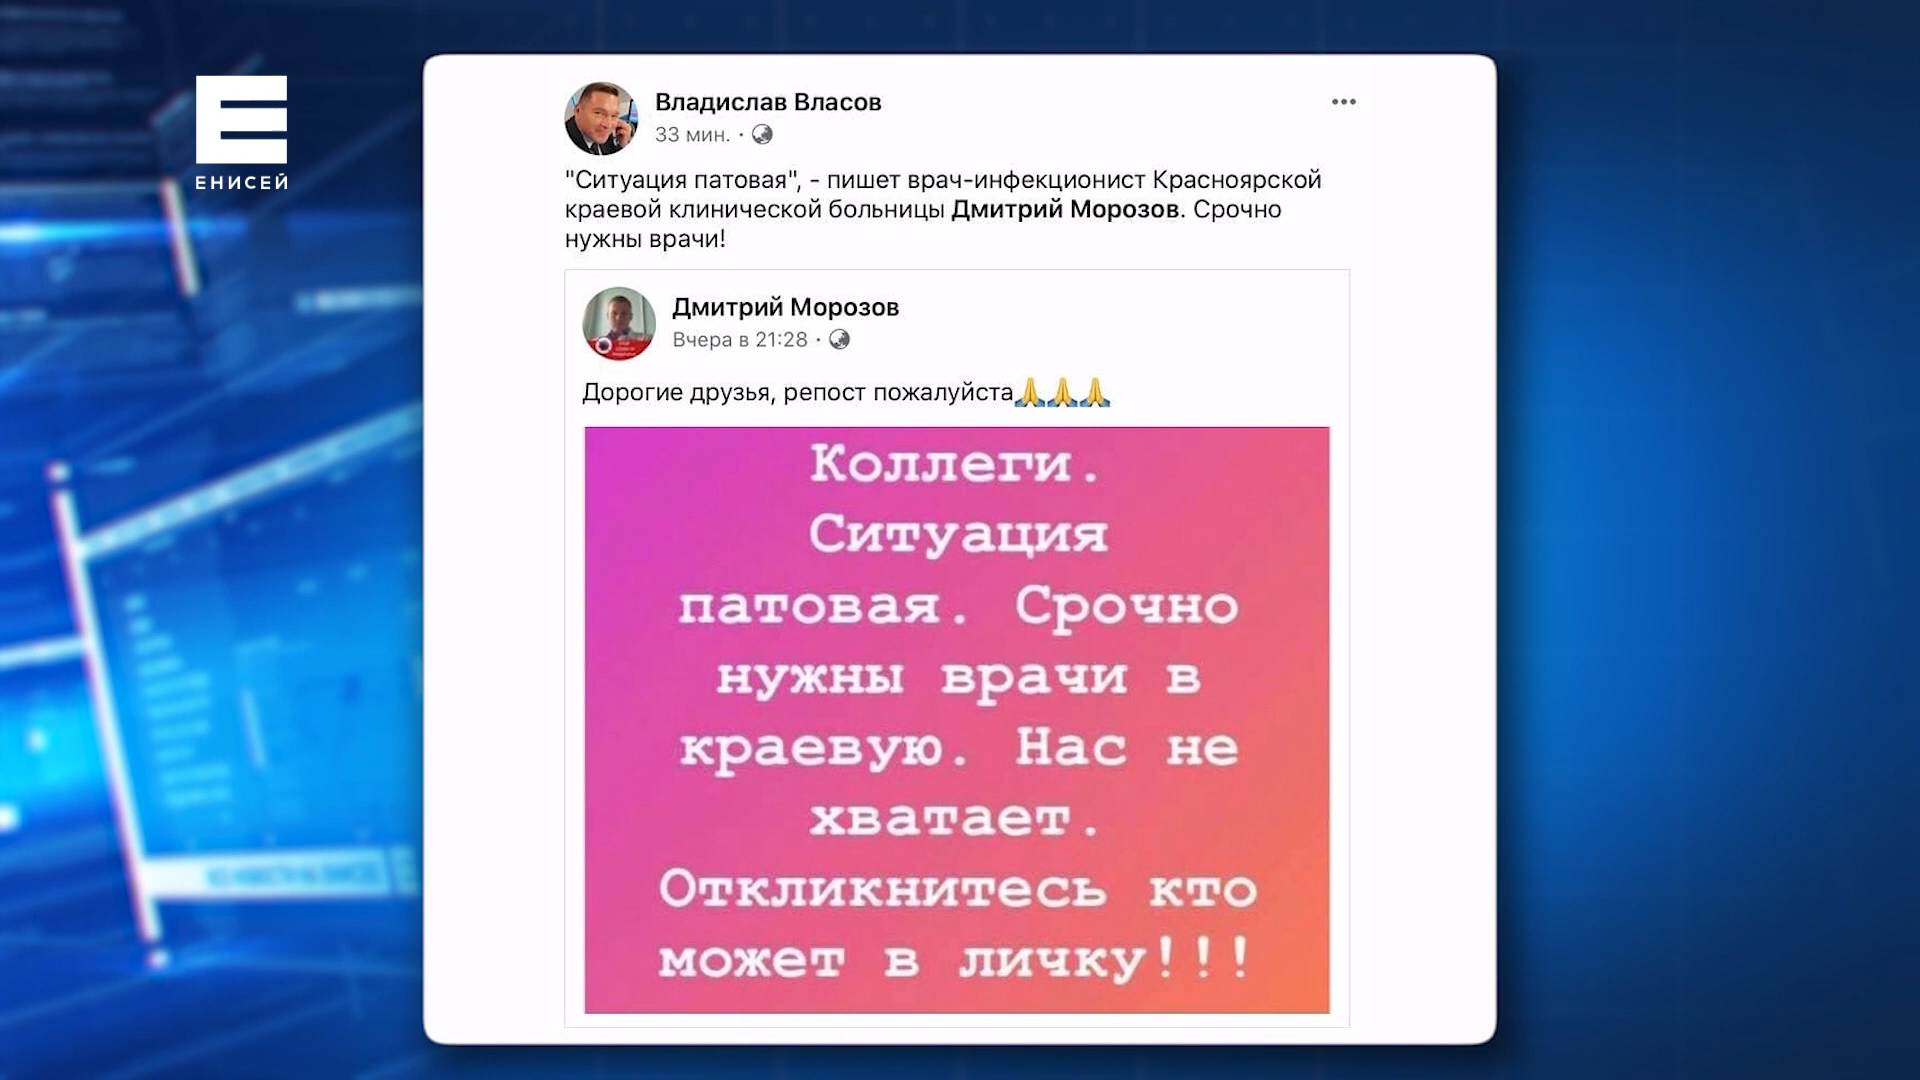 ЕНИСЕЙ
Владислав Власов
33 мин. ·
"Ситуация патовая", - пишет врач-инфекционист Красноярской
краевой клинической больницы Дмитрий Морозов. Срочно
нужны врачи!
Дмитрий Морозов
Вчера в 21:28 ·
Дорогие друзья, репост пожалуйста🙏🙏🙏
Коллеги.
Ситуация
патовая. Срочно
нужны врачи в
краевую. Нас не
хватает.
Откликнитесь кто
может в личку!!!